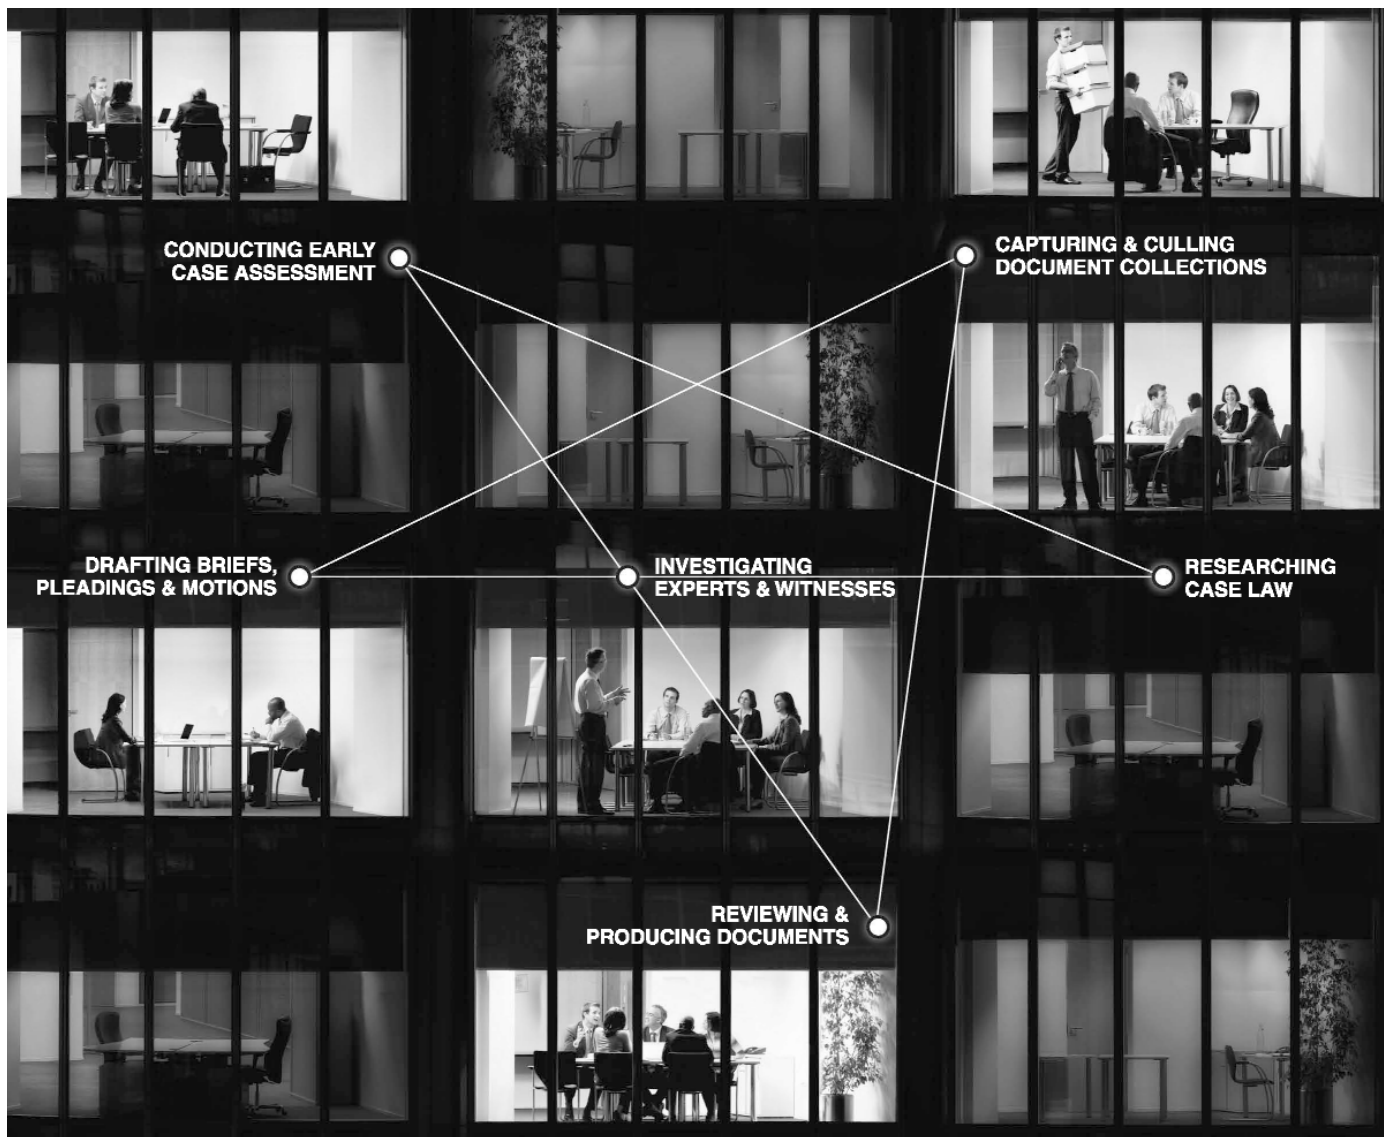 CONDUCTING EARLY
CASE ASSESSMENT
CAPTURING & CULLING
DOCUMENT COLLECTIONS
DRAFTING BRIEFS,
PLEADINGS & MOTIONS
INVESTIGATING
EXPERTS & WITNESSES
RESEARCHING
CASE LAW
REVIEWING &
PRODUCING DOCUMENTS